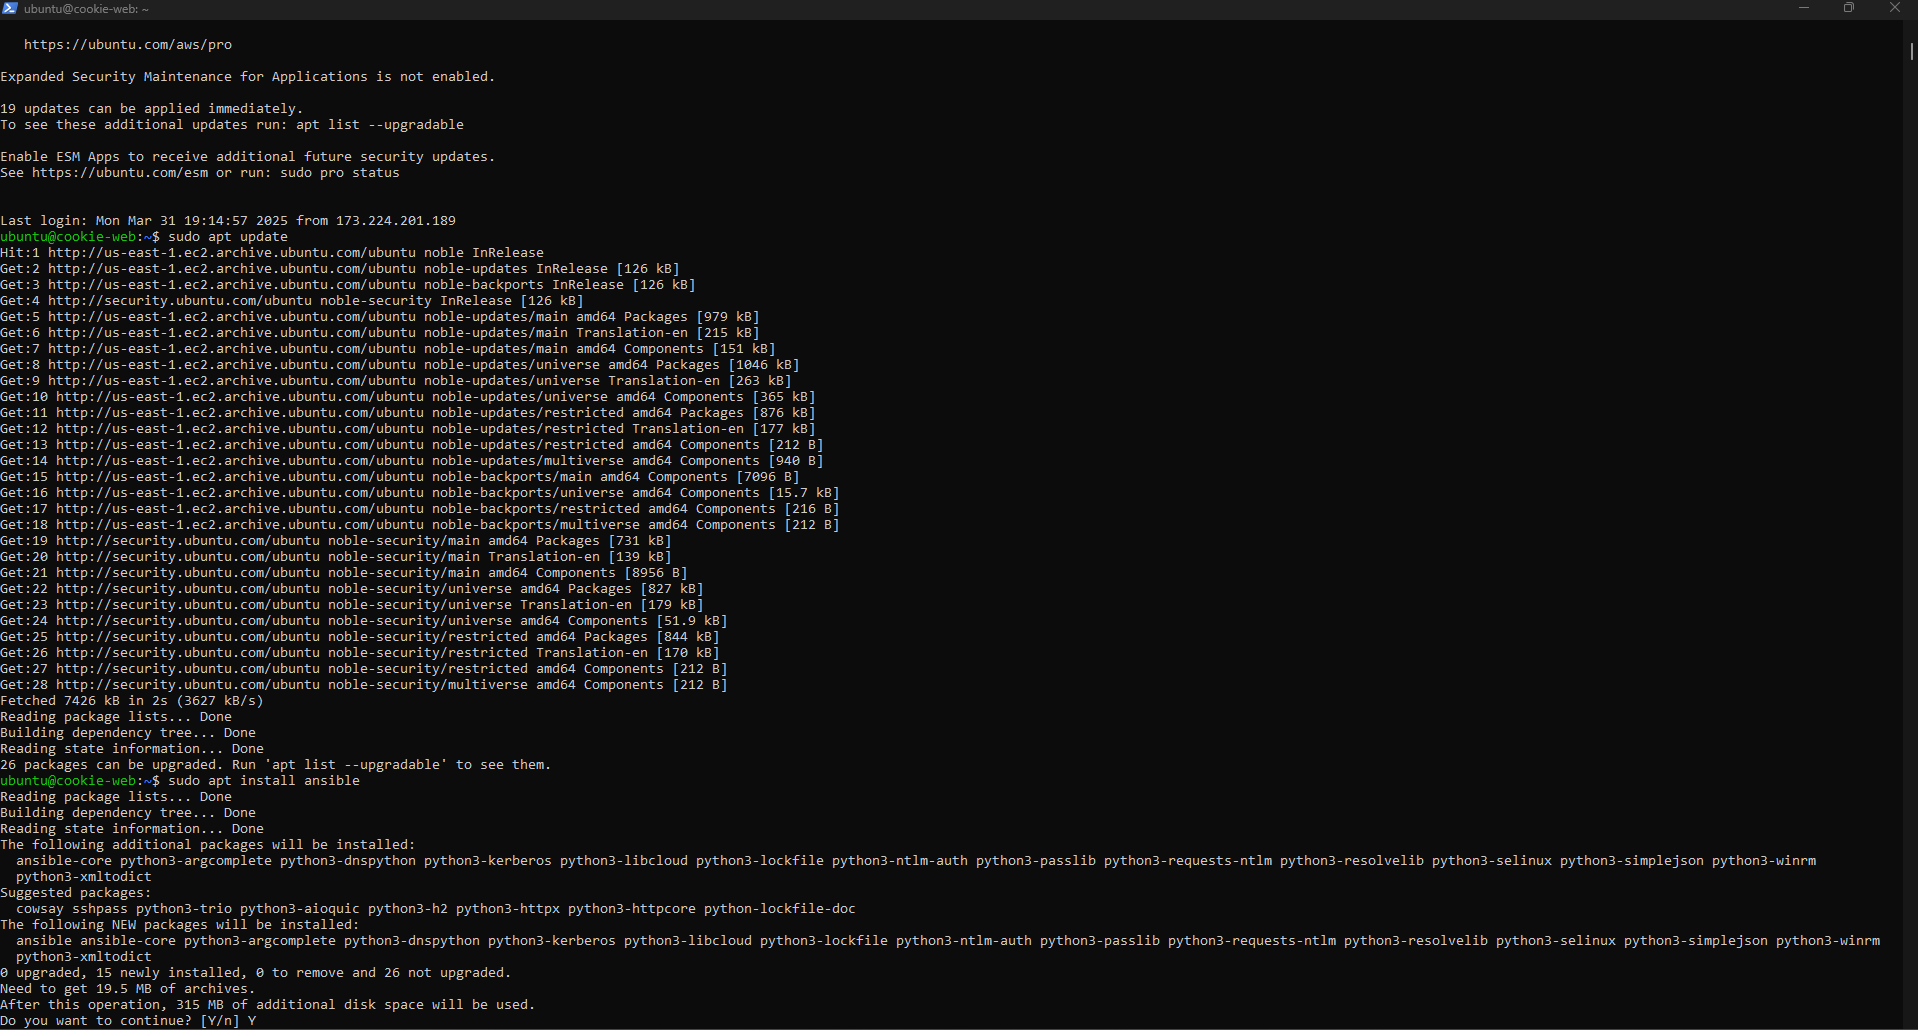 ubuntu@cookie-web: ~
https://ubuntu.com/aws/pro
Expanded Security Maintenance for Applications is not enabled.
19 updates can be applied immediately.
To see these additional updates run: apt list --upgradable
Enable ESM Apps to receive additional future security updates.
See https://ubuntu.com/esm or run: sudo pro status
Last login: Mon Mar 31 19:14:57 2025 from 173.224.201.189
ubuntu@cookie-web:~$ sudo apt update
Hit:1 http://us-east-1.ec2.archive.ubuntu.com/ubuntu noble InRelease
Get:2 http://us-east-1.ec2.archive.ubuntu.com/ubuntu noble-updates InRelease [126 kB]
Get:3 http://us-east-1.ec2.archive.ubuntu.com/ubuntu noble-backports InRelease [126 kB]
Get:4 http://security.ubuntu.com/ubuntu noble-security InRelease [126 kB]
Get:5 http://us-east-1.ec2.archive.ubuntu.com/ubuntu noble-updates/main amd64 Packages [979 kB]
Get:6 http://us-east-1.ec2.archive.ubuntu.com/ubuntu noble-updates/main Translation-en [215 kB]
Get:7 http://us-east-1.ec2.archive.ubuntu.com/ubuntu noble-updates/main amd64 Components [151 kB]
Get:8 http://us-east-1.ec2.archive.ubuntu.com/ubuntu noble-updates/universe amd64 Packages [1046 kB]
Get:9 http://us-east-1.ec2.archive.ubuntu.com/ubuntu noble-updates/universe Translation-en [263 kB]
Get:10 http://us-east-1.ec2.archive.ubuntu.com/ubuntu noble-updates/universe amd64 Components [365 kB]
Get:11 http://us-east-1.ec2.archive.ubuntu.com/ubuntu noble-updates/restricted amd64 Packages [876 kB]
Get:12 http://us-east-1.ec2.archive.ubuntu.com/ubuntu noble-updates/restricted Translation-en [177 kB]
Get:13 http://us-east-1.ec2.archive.ubuntu.com/ubuntu noble-updates/restricted amd64 Components [212 B]
Get:14 http://us-east-1.ec2.archive.ubuntu.com/ubuntu noble-updates/multiverse amd64 Components [940 B]
Get:15 http://us-east-1.ec2.archive.ubuntu.com/ubuntu noble-backports/main amd64 Components [7096 B]
Get:16 http://us-east-1.ec2.archive.ubuntu.com/ubuntu noble-backports/universe amd64 Components [15.7 kB]
Get:17 http://us-east-1.ec2.archive.ubuntu.com/ubuntu noble-backports/restricted amd64 Components [216 B]
Get:18 http://us-east-1.ec2.archive.ubuntu.com/ubuntu noble-backports/multiverse amd64 Components [212 B]
Get:19 http://security.ubuntu.com/ubuntu noble-security/main amd64 Packages [731 kB]
Get:20 http://security.ubuntu.com/ubuntu noble-security/main Translation-en [139 kB]
Get:21 http://security.ubuntu.com/ubuntu noble-security/main amd64 Components [8956 B]
Get:22 http://security.ubuntu.com/ubuntu noble-security/universe amd64 Packages [827 kB]
Get:23 http://security.ubuntu.com/ubuntu noble-security/universe Translation-en [179 kB]
Get:24 http://security.ubuntu.com/ubuntu noble-security/universe amd64 Components [51.9 kB]
Get:25 http://security.ubuntu.com/ubuntu noble-security/restricted amd64 Packages [844 kB]
Get:26 http://security.ubuntu.com/ubuntu noble-security/restricted Translation-en [170 kB]
Get:27 http://security.ubuntu.com/ubuntu noble-security/restricted amd64 Components [212 B]
Get:28 http://security.ubuntu.com/ubuntu noble-security/multiverse amd64 Components [212 B]
Fetched 7426 kB in 2s (3627 kB/s)
Reading package lists... Done
Building dependency tree... Done
Reading state information... Done
26 packages can be upgraded. Run 'apt list --upgradable' to see them.
ubuntu@cookie-web:~$ sudo apt install ansible
Reading package lists... Done
Building dependency tree... Done
Reading state information... Done
The following additional packages will be installed:
ansible-core python3-argcomplete python3-dnspython python3-kerberos python3-libcloud python3-lockfile python3-ntlm-auth python3-passlib python3-requests-ntlm python3-resolvelib python3-selinux python3-simplejson python3-winrm
python3-xmltodict
Suggested packages:
cowsay sshpass python3-trio python3-aioquic python3-h2 python3-httpx python3-httpcore python-lockfile-doc
The following NEW packages will be installed:
ansible ansible-core python3-argcomplete python3-dnspython python3-kerberos python3-libcloud python3-lockfile python3-ntlm-auth python3-passlib python3-requests-ntlm python3-resolvelib python3-selinux python3-simplejson python3-winrm
python3-xmltodict
0 upgraded, 15 newly installed, 0 to remove and 26 not upgraded.
Need to get 19.5 MB of archives.
After this operation, 315 MB of additional disk space will be used.
Do you want to continue? [Y/n] Y